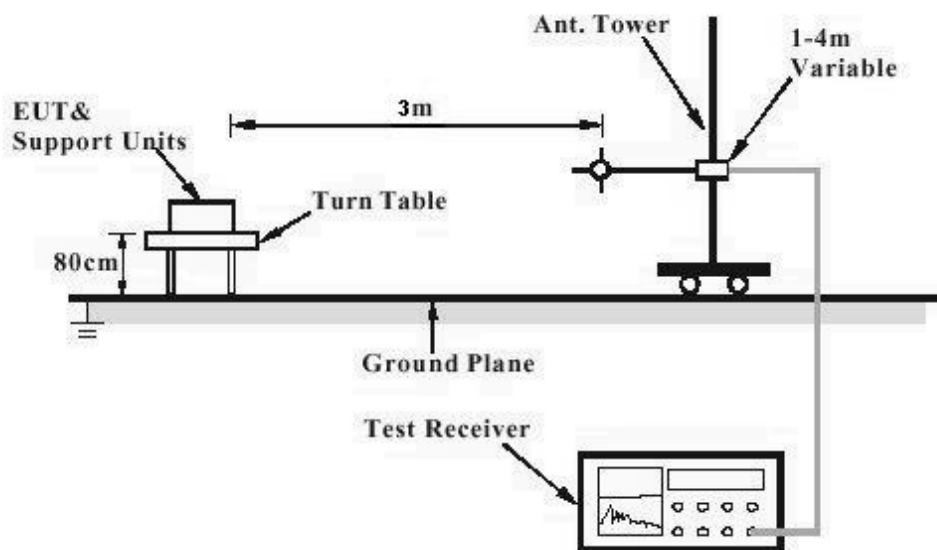 Ant. Tower
1-4m
Variable
3m
EUT&
Support Units
Turn Table
80cm
Ground Plane
Test Receiver